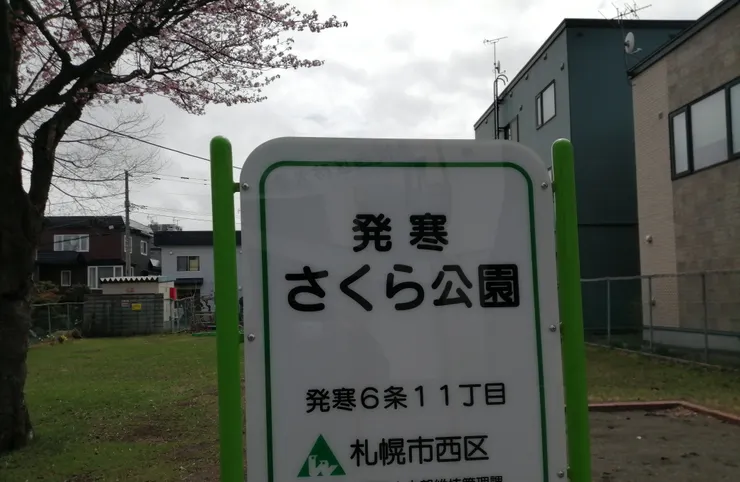 発寒
さくら公園
発寒6条11丁目
札幌市西区